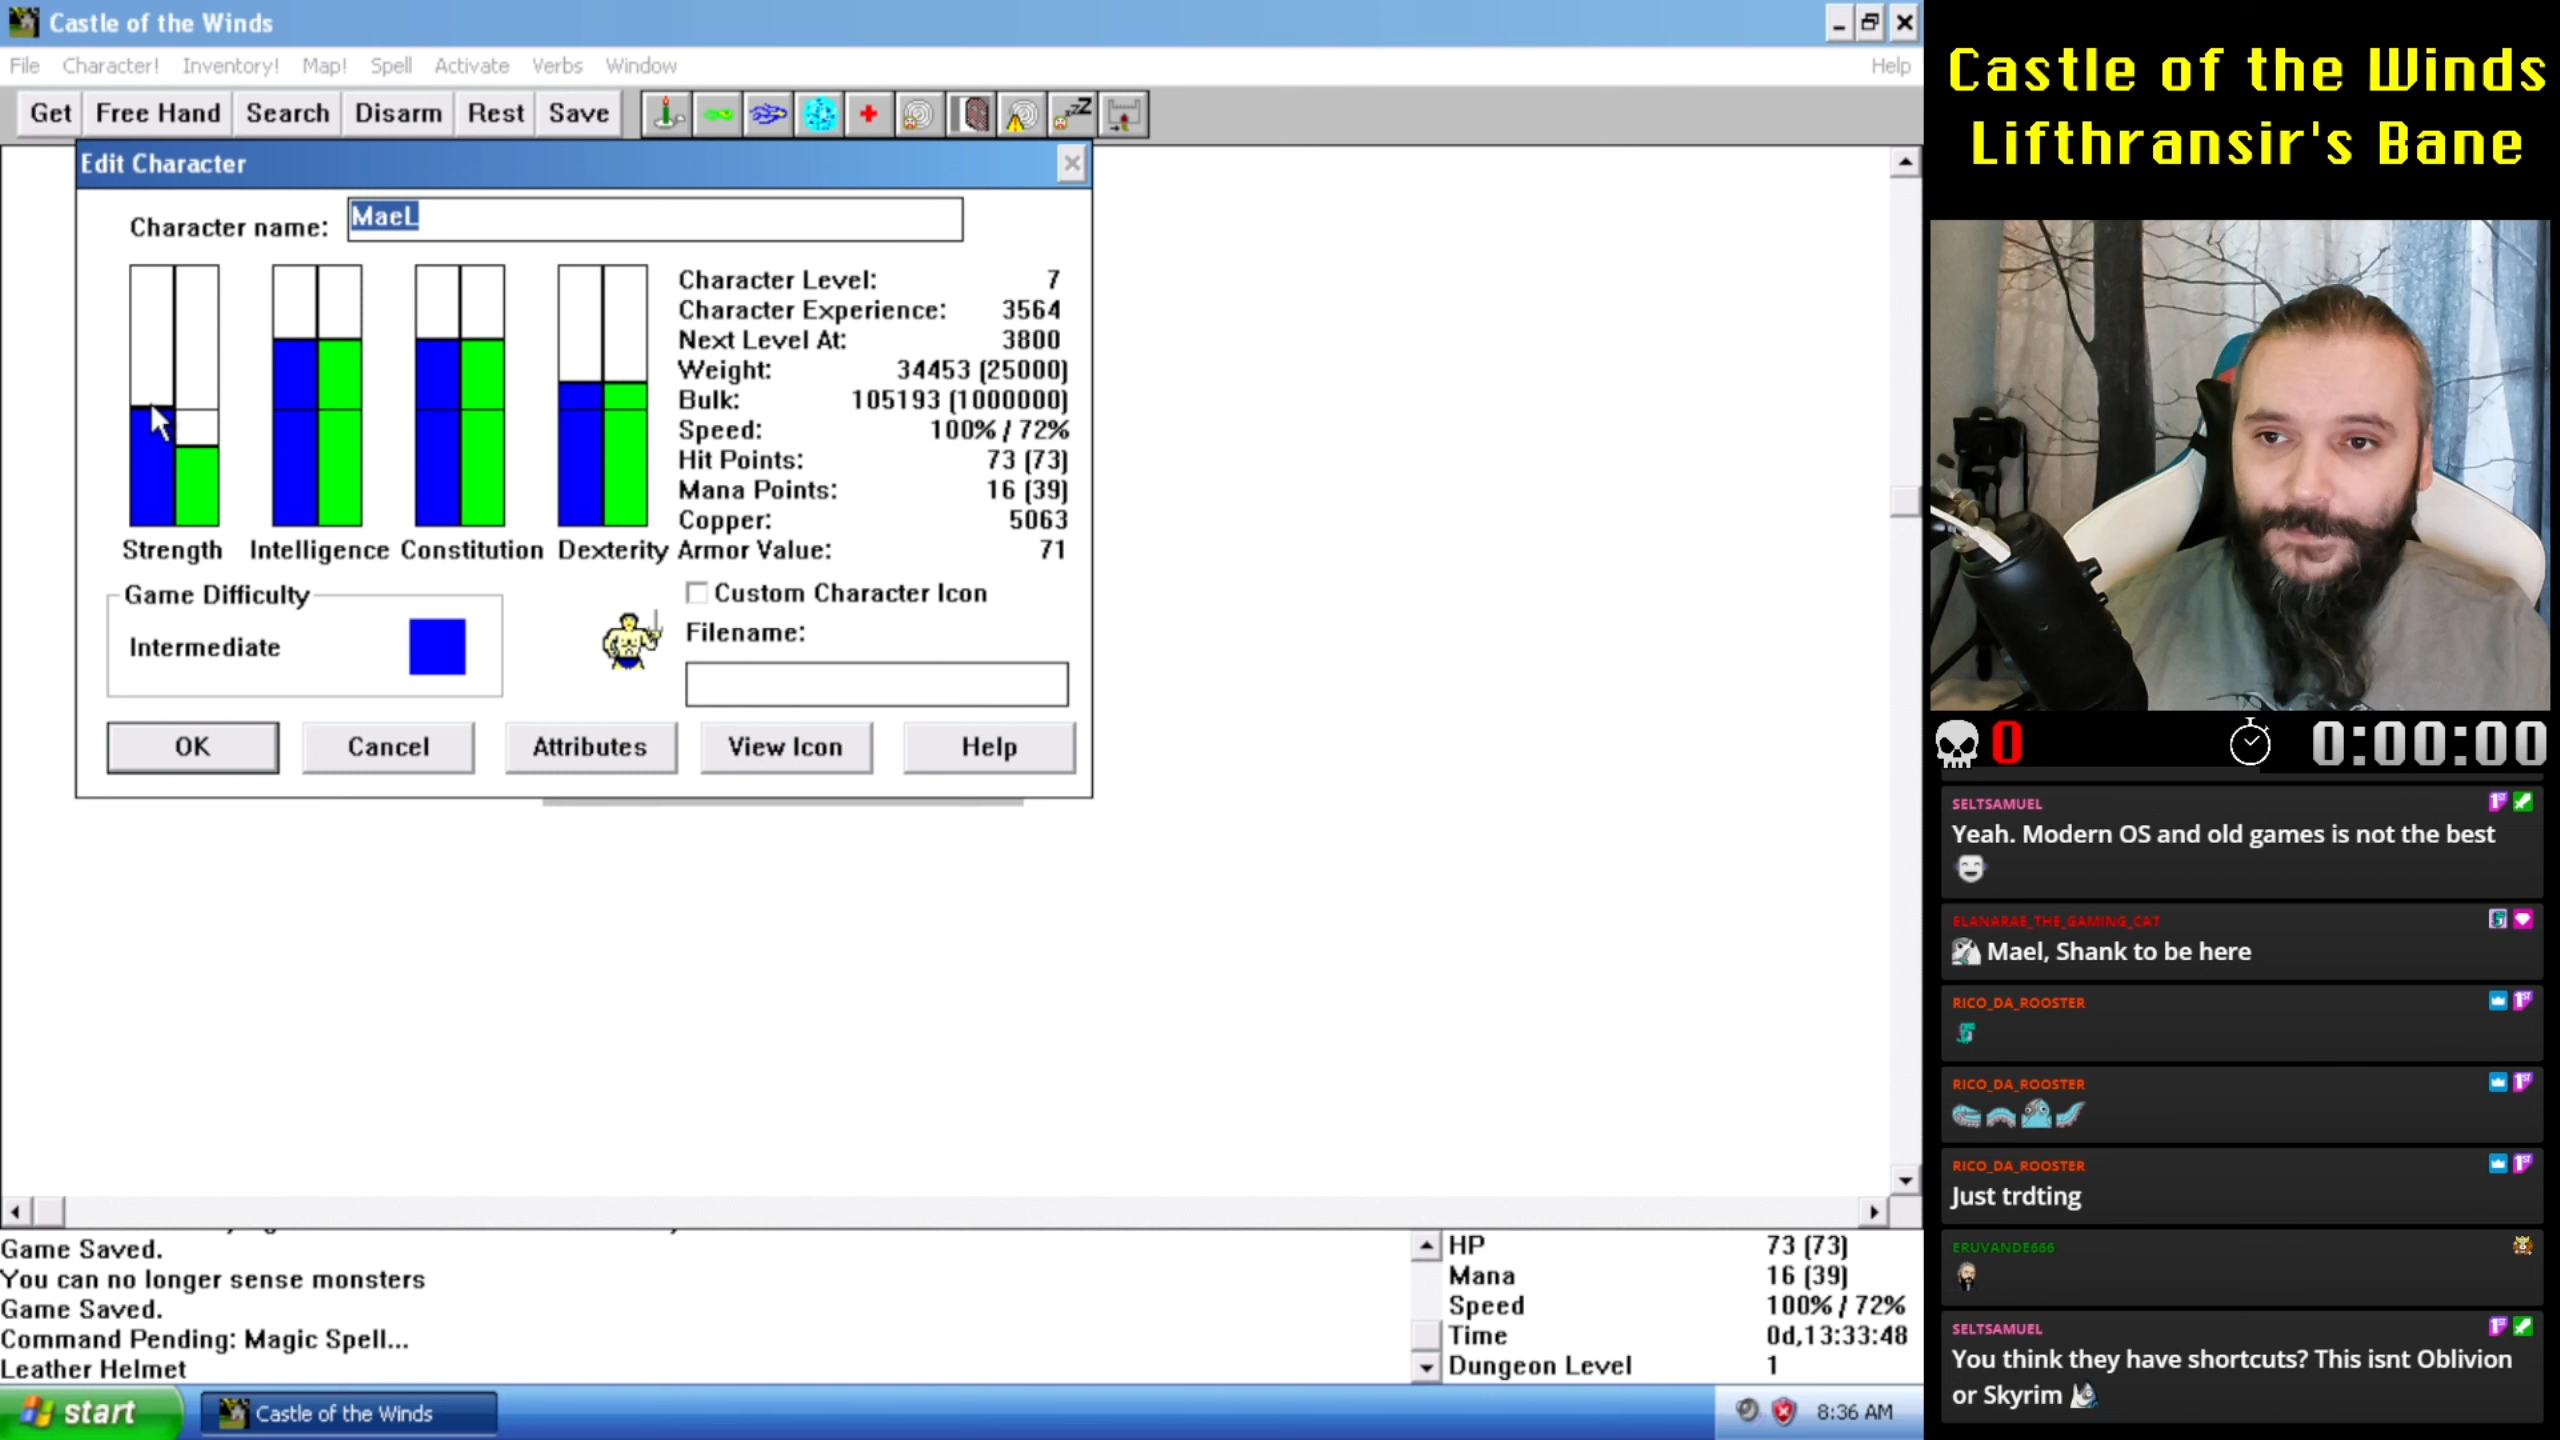 Castle of the Winds
File Character! Inventory! Map! Spell Activate Verbs Window Help
Get Free Hand Search Disarm Rest Save
Edit Character
Character name: MaeL
Character Level: 7
Character Experience: 3564
Next Level At: 3800
Weight: 34453 (25000)
Bulk: 105193 (1000000)
Speed: 100% / 72%
Hit Points: 73 (73)
Mana Points: 16 (39)
Copper: 5063
Strength Intelligence Constitution Dexterity Armor Value: 71
Game Difficulty
Intermediate
Custom Character Icon
Filename:
OK Cancel Attributes View Icon Help
Game Saved.
You can no longer sense monsters
Game Saved.
Command Pending: Magic Spell...
Leather Helmet
HP 73 (73)
Mana 16 (39)
Speed 100% / 72%
Time 0d,13:33:48
Dungeon Level 1
start Castle of the Winds 8:36 AM
Castle of the Winds
Lifthransir's Bane
0 0:00:00
SELTSAMUEL
Yeah. Modern OS and old games is not the best
ELANARAE_THE_GAMING_CAT
Mael, Shank to be here
RICO_DA_ROOSTER
RICO_DA_ROOSTER
RICO_DA_ROOSTER
Just trdting
ERUVANDE666
SELTSAMUEL
You think they have shortcuts? This isnt Oblivion
or Skyrim